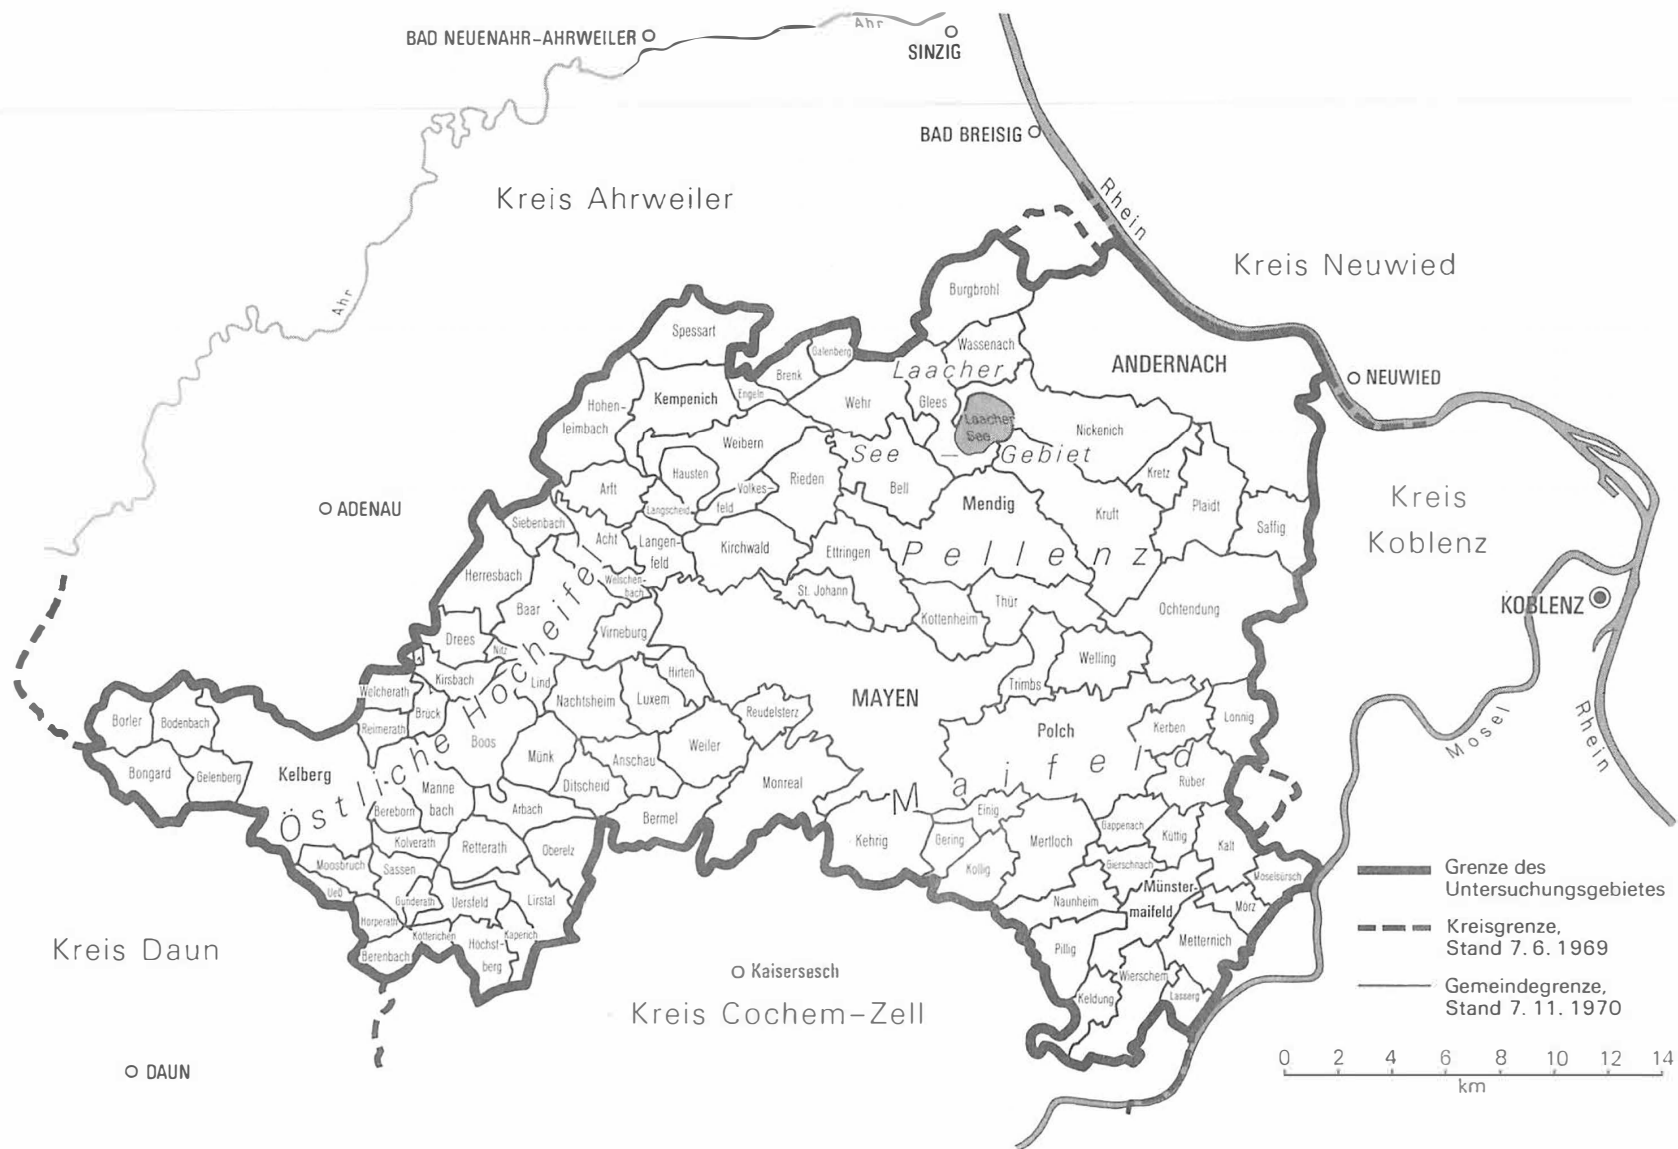 Ahr
BAD NEUENAHR–AHRWEILER
SINZIG
BAD BREISIG
Kreis Ahrweiler
Rhein
Kreis Neuwied
Burgbrohl
Ahr
Spessart
Wassenach
Galenberg
ANDERNACH
Laacher
Brenk
NEUWIED
Engeln
Kempenich
Wehr
Glees
Hohen-
leimbach
Laacher
See
Nickenich
Weibern
See – Gebiet
Hausten
Rieden
Bell
Kretz
Arft
Volkes-
feld
Mendig
Plaidt
Kreis
Koblenz
ADENAU
Langscheid
Kruft
Saffig
Siebenbach
Acht
Langen-
feld
Kirchwald
Ettringen
Pellenz
Herresbach
Welschen-
bach
St. Johann
Thür
Ochtendung
KOBLENZ
Baar
Kottenheim
Virneburg
Drees
Nitz
Welling
Kirsbach
Lind
Hirten
Trimbs
Welcherath
Nachtsheim
Luxem
MAYEN
Brück
Reudelsterz
Lonnig
Borler
Bodenbach
Reimerath
Kerben
Polch
Östliche Hocheifel
Boos
Weiler
Mosel
Rhein
Münk
Anschau
Bongard
Gelenberg
Kelberg
Maifeld
Ditscheid
Monreal
Rüber
Manne
bach
Bereborn
Arbach
Einig
Bermel
Gappenach
Küttig
Kolverath
Retterath
Oberelz
Kehrig
Gering
Mertloch
Kalt
Moosbruch
Sassen
Kollig
Gierschnach
Moselsürsch
Ueß
Gunderath
Uersfeld
Lirstal
Naunheim
Münster-
maifeld
Mörz
Horperath
Kötterichen
Kaperich
Höchst-
berg
Berenbach
Pillig
Metternich
Wierschem
Keldung
Lasserg
Kreis Daun
Kaisersesch
Kreis Cochem–Zell
DAUN
Grenze des
Untersuchungsgebietes
Kreisgrenze,
Stand 7. 6. 1969
Gemeindegrenze,
Stand 7. 11. 1970
0 2 4 6 8 10 12 14
km